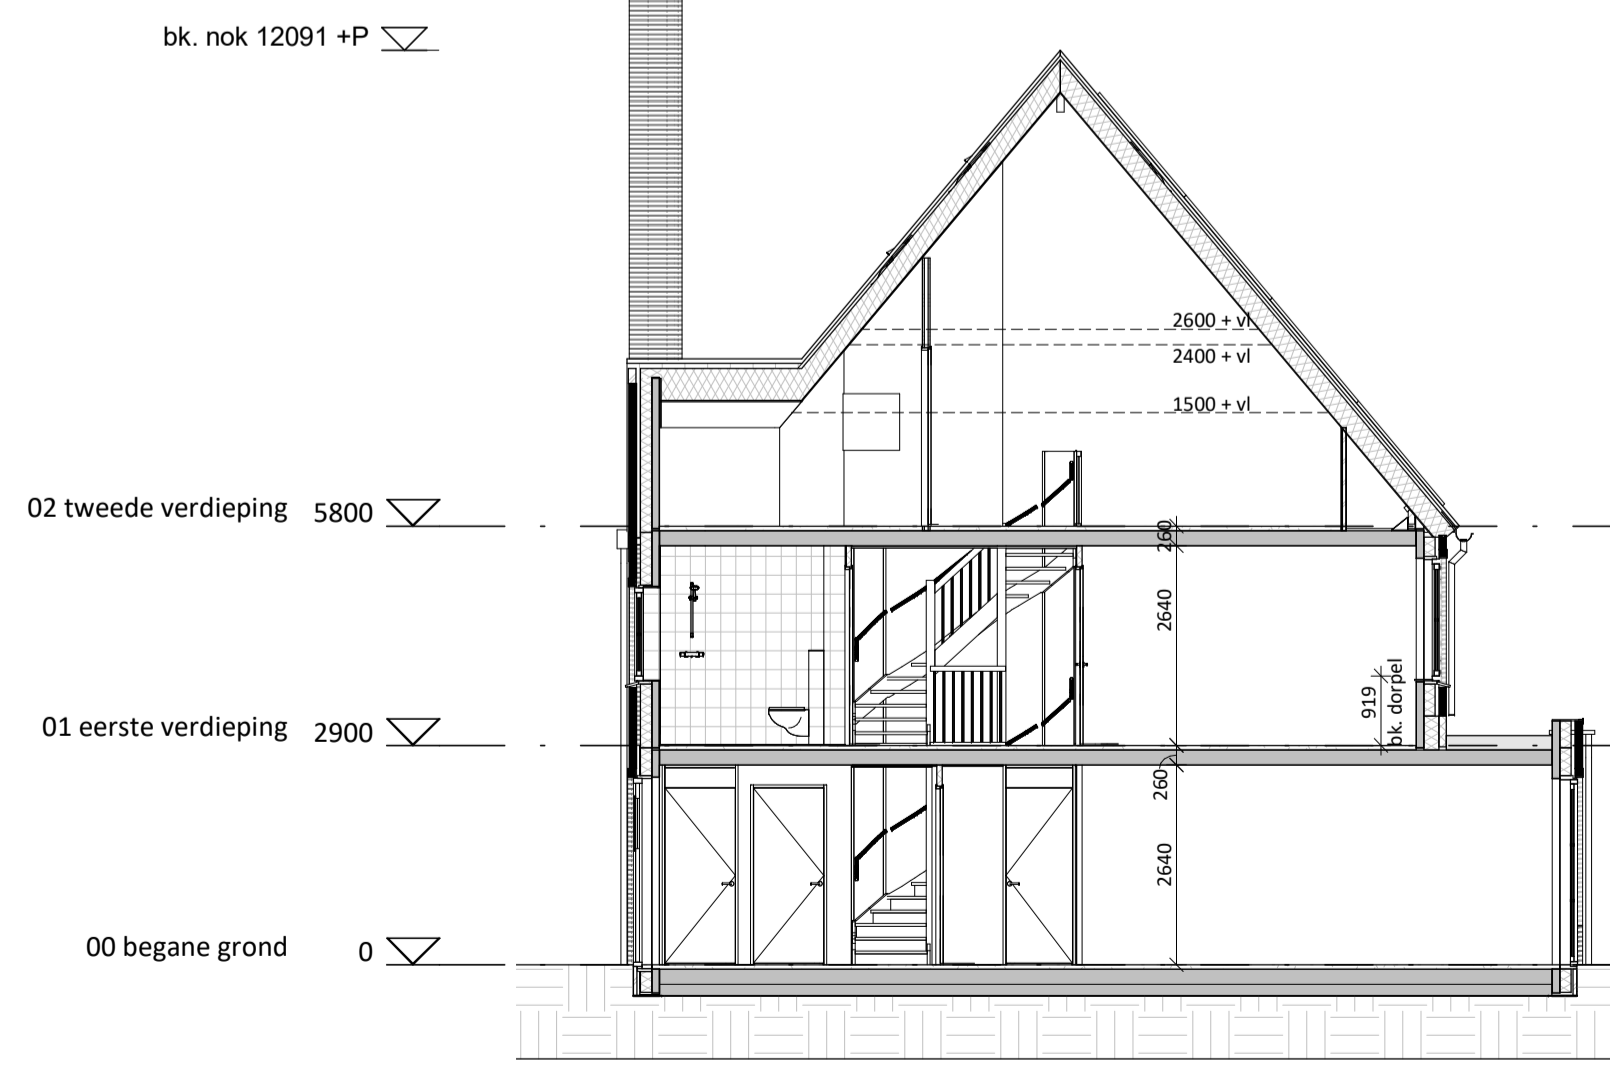 bk. nok 12091 +P
2600 + vl
2400 + vl
1500 + vl
02 tweede verdieping 5800
260
2640
919
bk. dorpel
01 eerste verdieping 2900
260
2640
00 begane grond 0